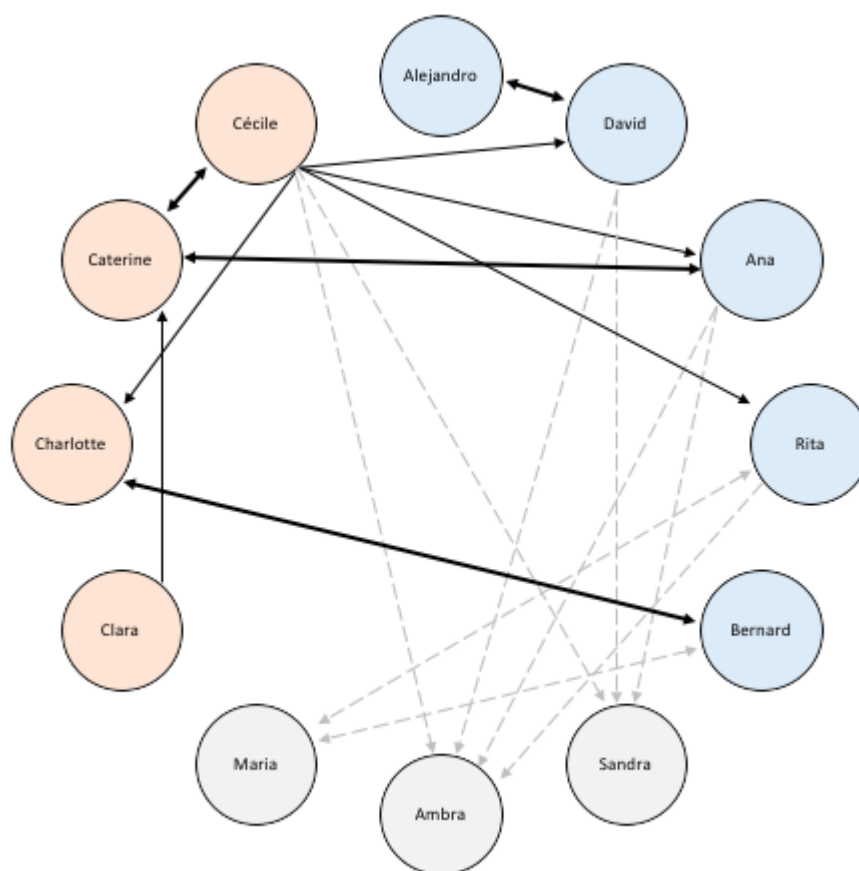 Alejandro
Cécile
David
Caterine
Ana
Charlotte
Rita
Clara
Bernard
Maria
Sandra
Ambra